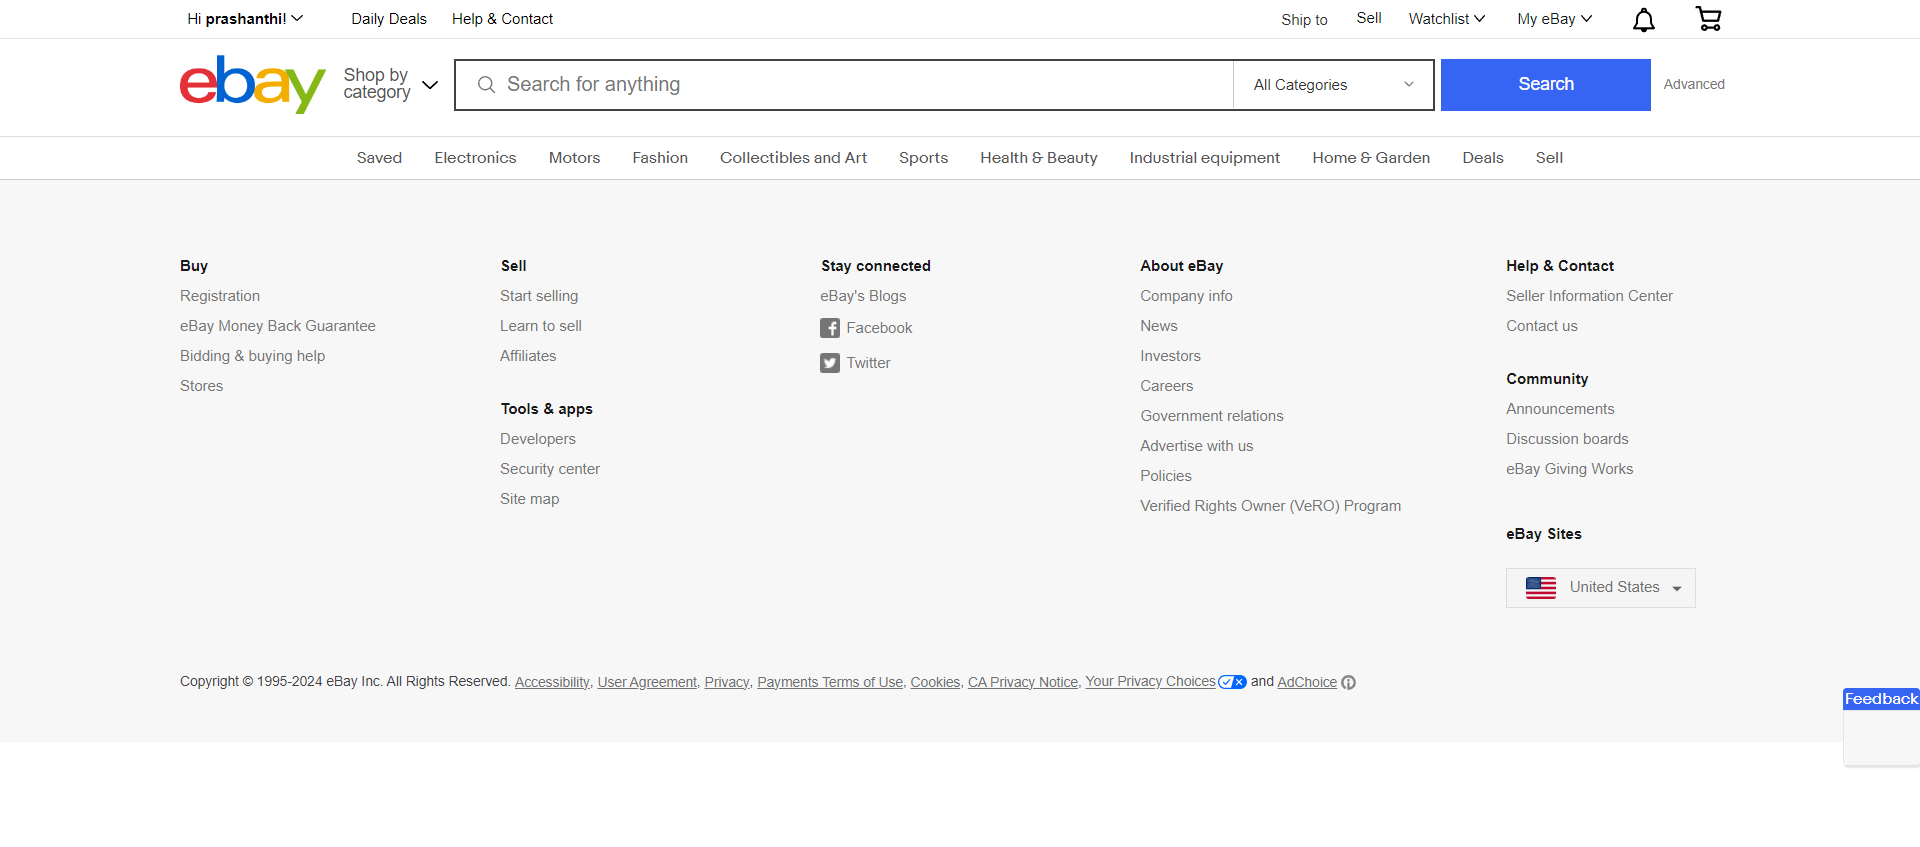 Hi prashanthi!
Daily Deals
Help & Contact
Ship to
Sell
Watchlist
My eBay
ebay
Shop by
category
Search for anything
All Categories
Search
Advanced
Saved
Electronics
Motors
Fashion
Collectibles and Art
Sports
Health & Beauty
Industrial equipment
Home & Garden
Deals
Sell
Buy
Registration
eBay Money Back Guarantee
Bidding & buying help
Stores
Sell
Start selling
Learn to sell
Affiliates
Tools & apps
Developers
Security center
Site map
Stay connected
eBay's Blogs
Facebook
Twitter
About eBay
Company info
News
Investors
Careers
Government relations
Advertise with us
Policies
Verified Rights Owner (VeRO) Program
Help & Contact
Seller Information Center
Contact us
Community
Announcements
Discussion boards
eBay Giving Works
eBay Sites
United States
Copyright © 1995-2024 eBay Inc. All Rights Reserved. Accessibility, User Agreement, Privacy, Payments Terms of Use, Cookies, CA Privacy Notice, Your Privacy Choices and AdChoice
Feedback